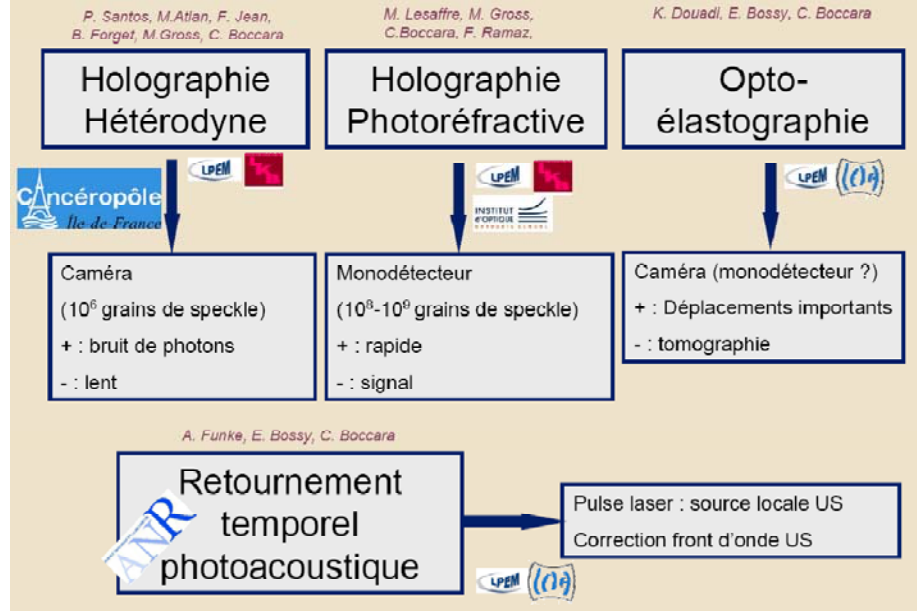 P. Santos, M.Atlan, F. Jean,
B. Forget, M.Gross, C. Boccara
Holographie
Hétérodyne
LPEM
Cancéropôle
Île de France
Caméra
(10⁶ grains de speckle)
+ : bruit de photons
- : lent
M. Lesaffre, M. Gross,
C.Boccara, F. Ramaz,
Holographie
Photoréfractive
LPEM
INSTITUT
d'OPTIQUE
Monodétecteur
(10⁸-10⁹ grains de speckle)
+ : rapide
- : signal
K. Douadi, E. Bossy, C. Boccara
Opto-
élastographie
LPEM
Caméra (monodétecteur ?)
+ : Déplacements importants
- : tomographie
A. Funke, E. Bossy, C. Boccara
Retournement
temporel
photoacoustique
ANR
LPEM
Pulse laser : source locale US
Correction front d'onde US